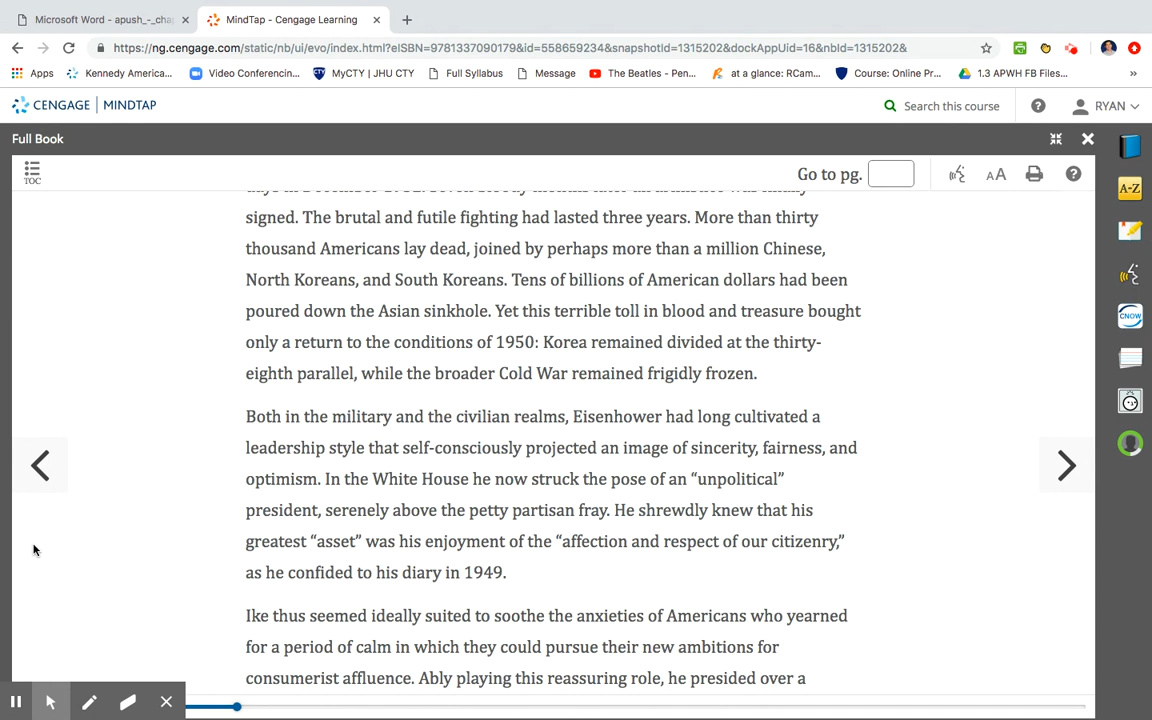 Microsoft Word - apush_-_cha
MindTap - Cengage Learning
https://ng.cengage.com/static/nb/ui/evo/index.html?eISBN=9781337090179&id=558659234&snapshotId=1315202&dockAppUid=16&nbId=1315202&
Apps
Kennedy America...
Video Conferencin...
MyCTY | JHU CTY
Full Syllabus
Message
The Beatles - Pen...
at a glance: RCam...
Course: Online Pr...
1.3 APWH FB Files...
»
CENGAGE | MINDTAP
Search this course
RYAN
Full Book
TOC
Go to pg.
AA
A-Z
CNOW
signed. The brutal and futile fighting had lasted three years. More than thirty
thousand Americans lay dead, joined by perhaps more than a million Chinese,
North Koreans, and South Koreans. Tens of billions of American dollars had been
poured down the Asian sinkhole. Yet this terrible toll in blood and treasure bought
only a return to the conditions of 1950: Korea remained divided at the thirty-
eighth parallel, while the broader Cold War remained frigidly frozen.
Both in the military and the civilian realms, Eisenhower had long cultivated a
leadership style that self-consciously projected an image of sincerity, fairness, and
optimism. In the White House he now struck the pose of an “unpolitical”
president, serenely above the petty partisan fray. He shrewdly knew that his
greatest “asset” was his enjoyment of the “affection and respect of our citizenry,”
as he confided to his diary in 1949.
Ike thus seemed ideally suited to soothe the anxieties of Americans who yearned
for a period of calm in which they could pursue their new ambitions for
consumerist affluence. Ably playing this reassuring role, he presided over a